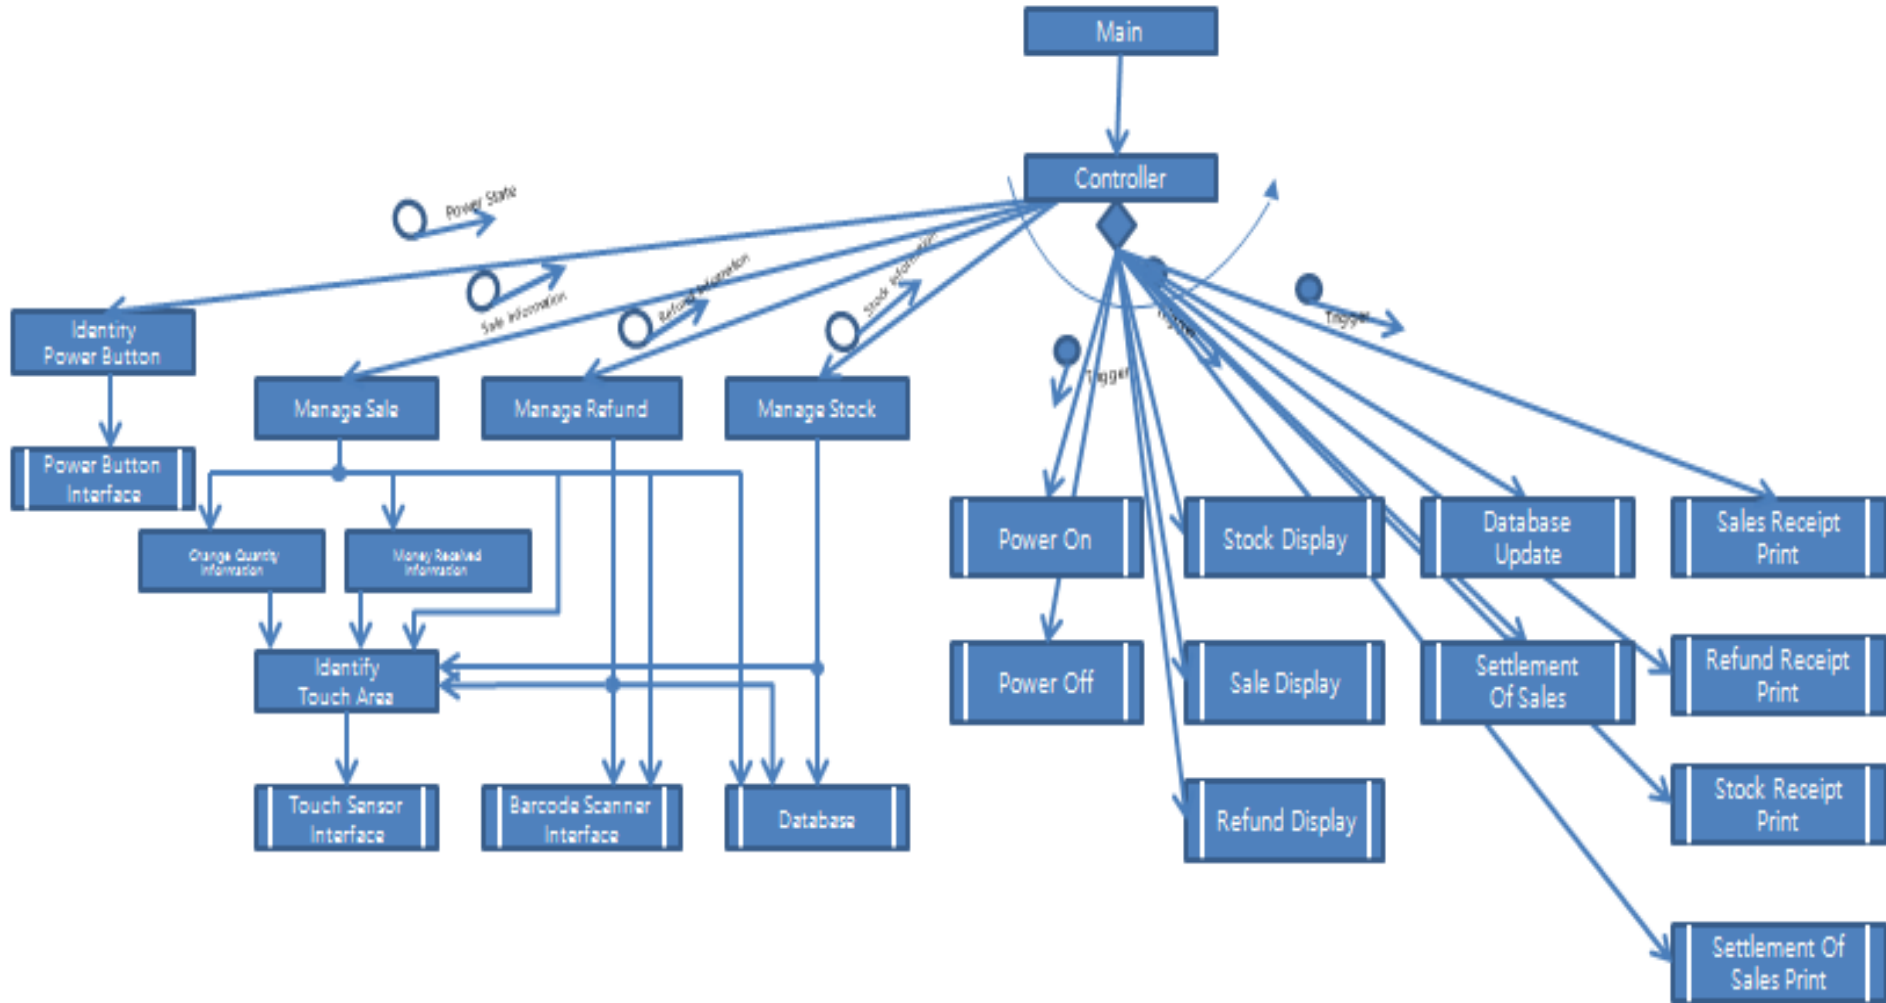 Main
Controller
Power State
Sale Information
Refund Information
Stock Information
Trigger
Trigger
Trigger
Identity
Power Button
Manage Sale
Manage Refund
Manage Stock
Power Button
Interface
Change Quantity
Information
Money Received
Information
Identify
Touch Area
Touch Sensor
Interface
Barcode Scanner
Interface
Database
Power On
Stock Display
Database
Update
Sales Receipt
Print
Power Off
Sale Display
Settlement
Of Sales
Refund Receipt
Print
Refund Display
Stock Receipt
Print
Settlement Of
Sales Print